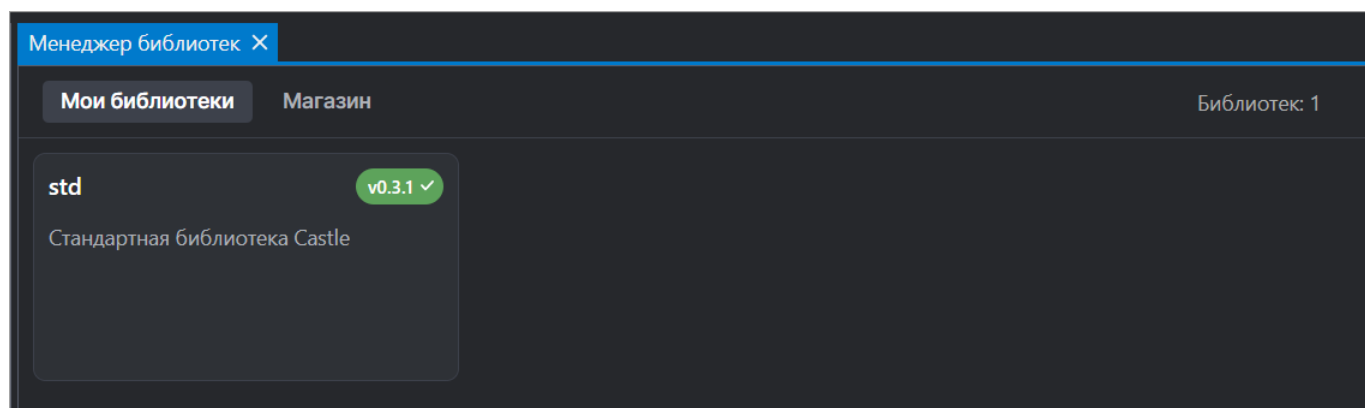 Менеджер библиотек
Мои библиотеки Магазин Библиотек: 1
std v0.3.1
Стандартная библиотека Castle